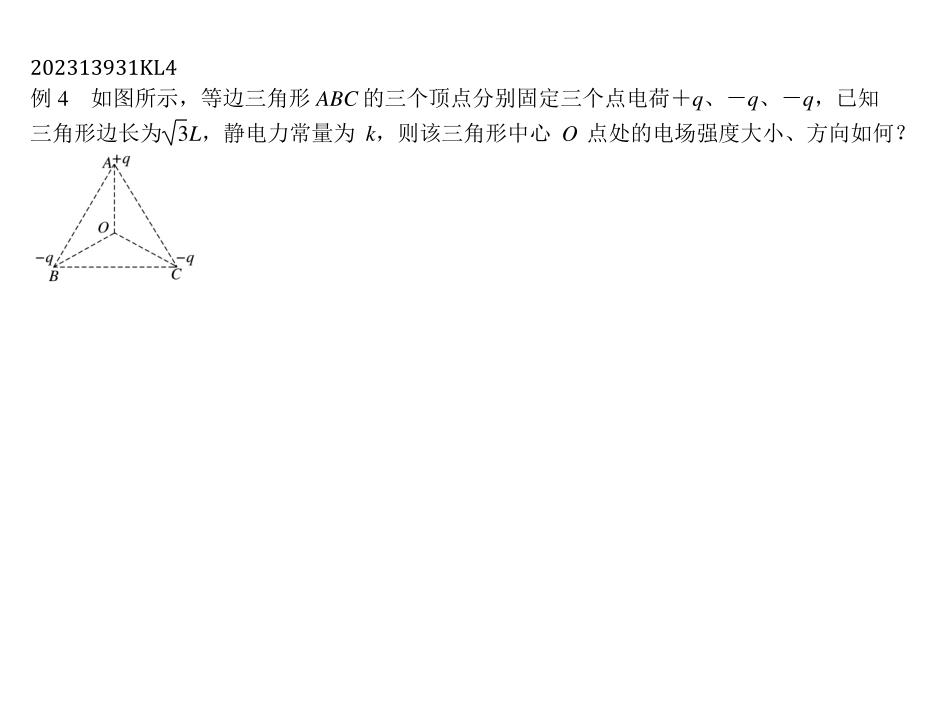 202313931KL4
例 4 如图所示，等边三角形 ABC 的三个顶点分别固定三个点电荷＋q、－q、－q，已知
三角形边长为√3L，静电力常量为 k，则该三角形中心 O 点处的电场强度大小、方向如何？
A +q
O
−q −q
B C